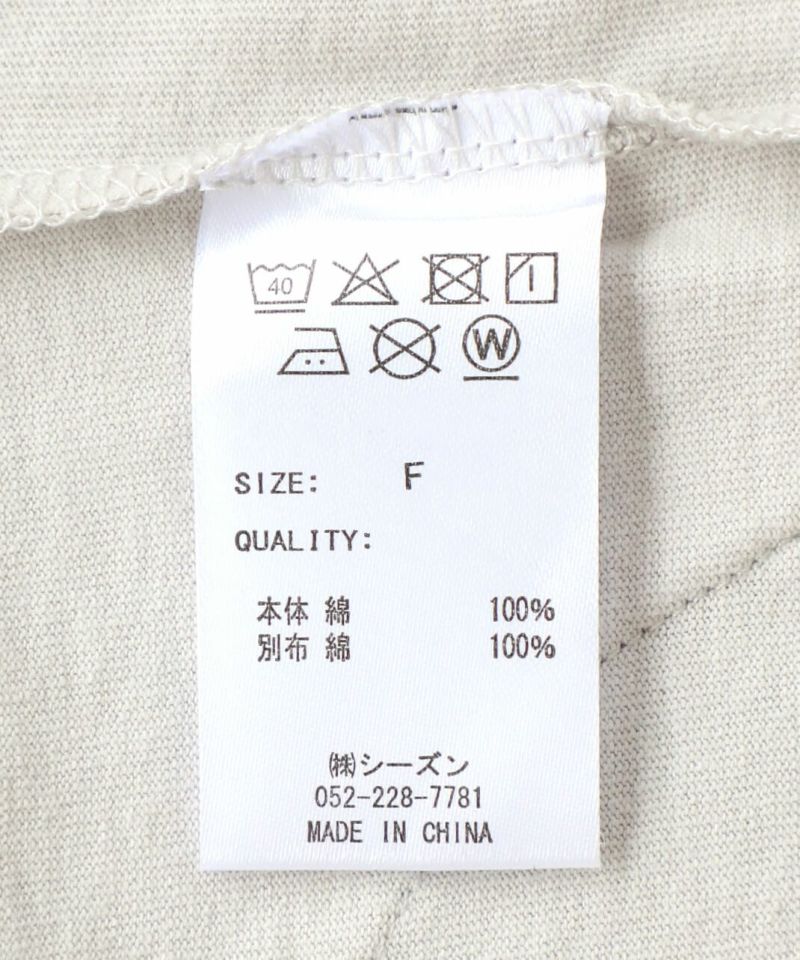 40
W
SIZE: F
QUALITY:
本体 綿 100%
別布 綿 100%
㈱シーズン
052-228-7781
MADE IN CHINA